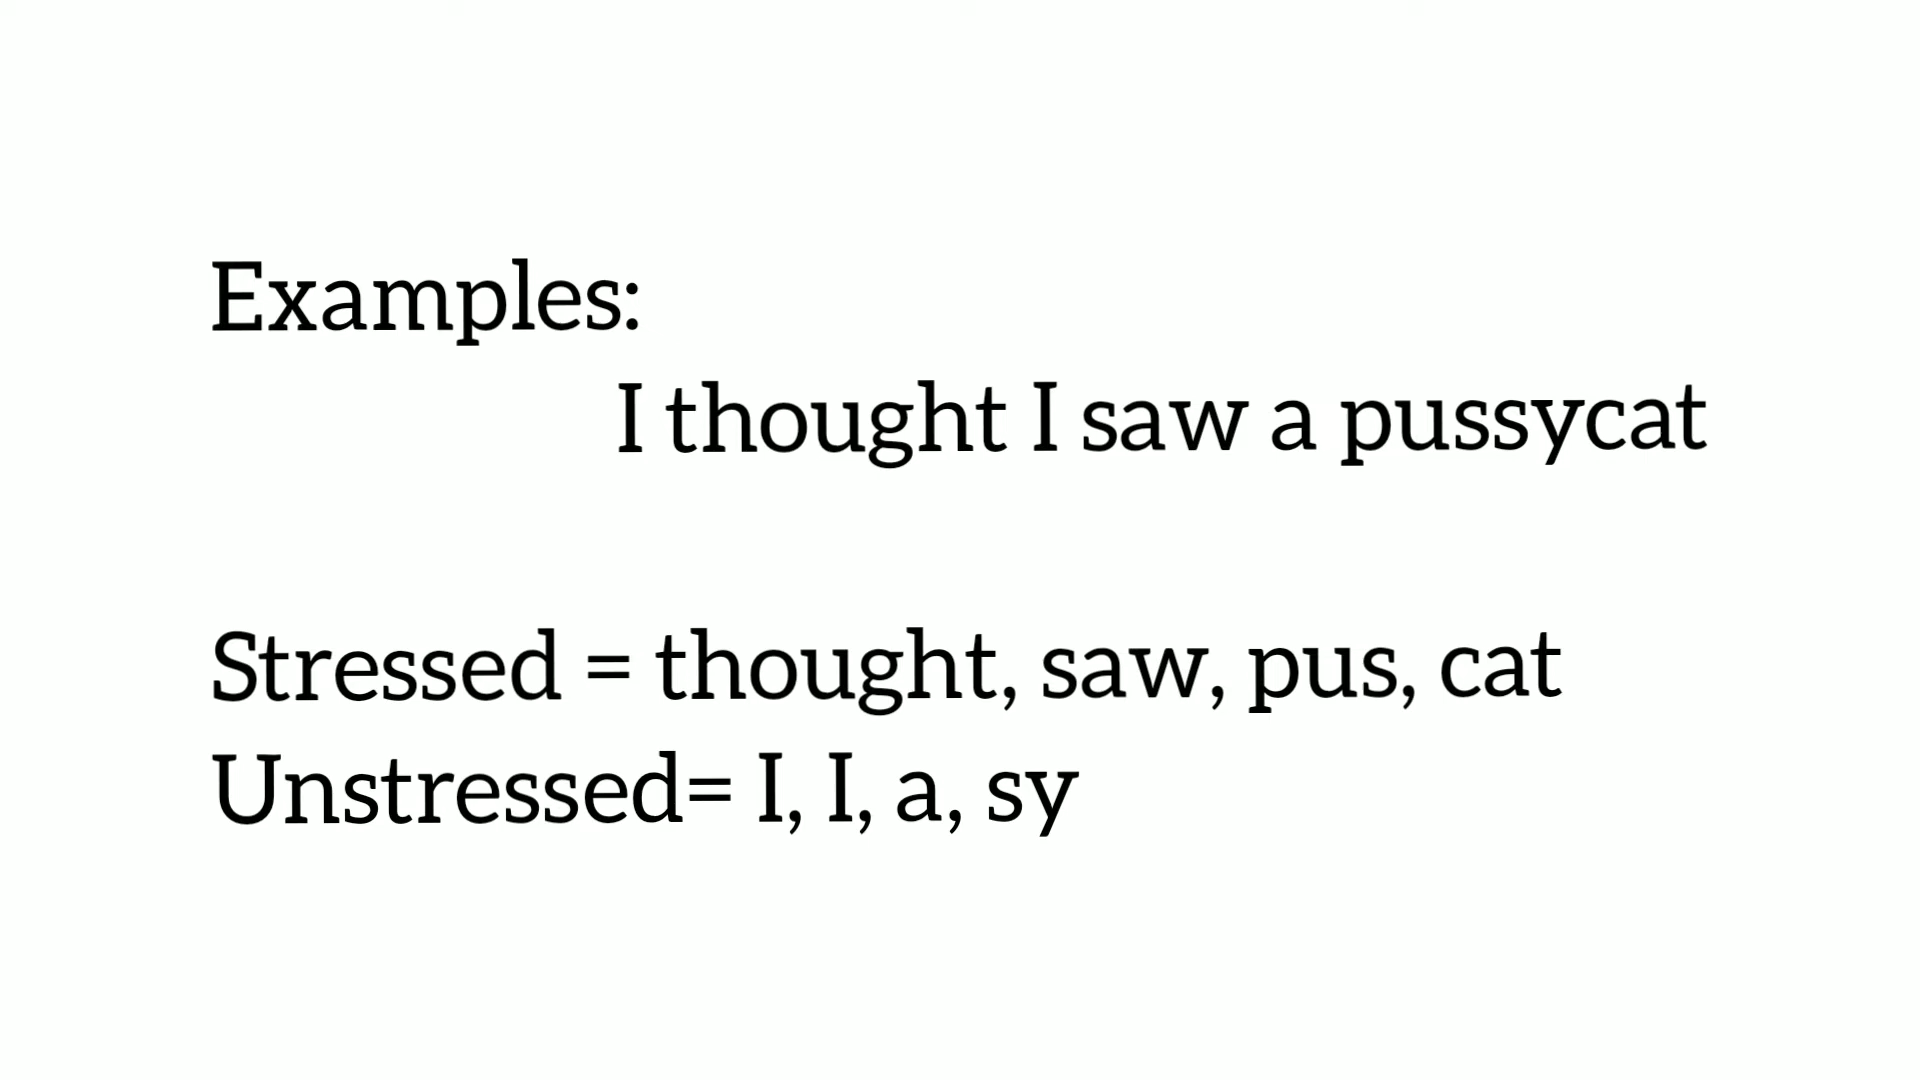 Examples:
I thought I saw a pussycat
Stressed = thought, saw, pus, cat
Unstressed= I, I, a, sy